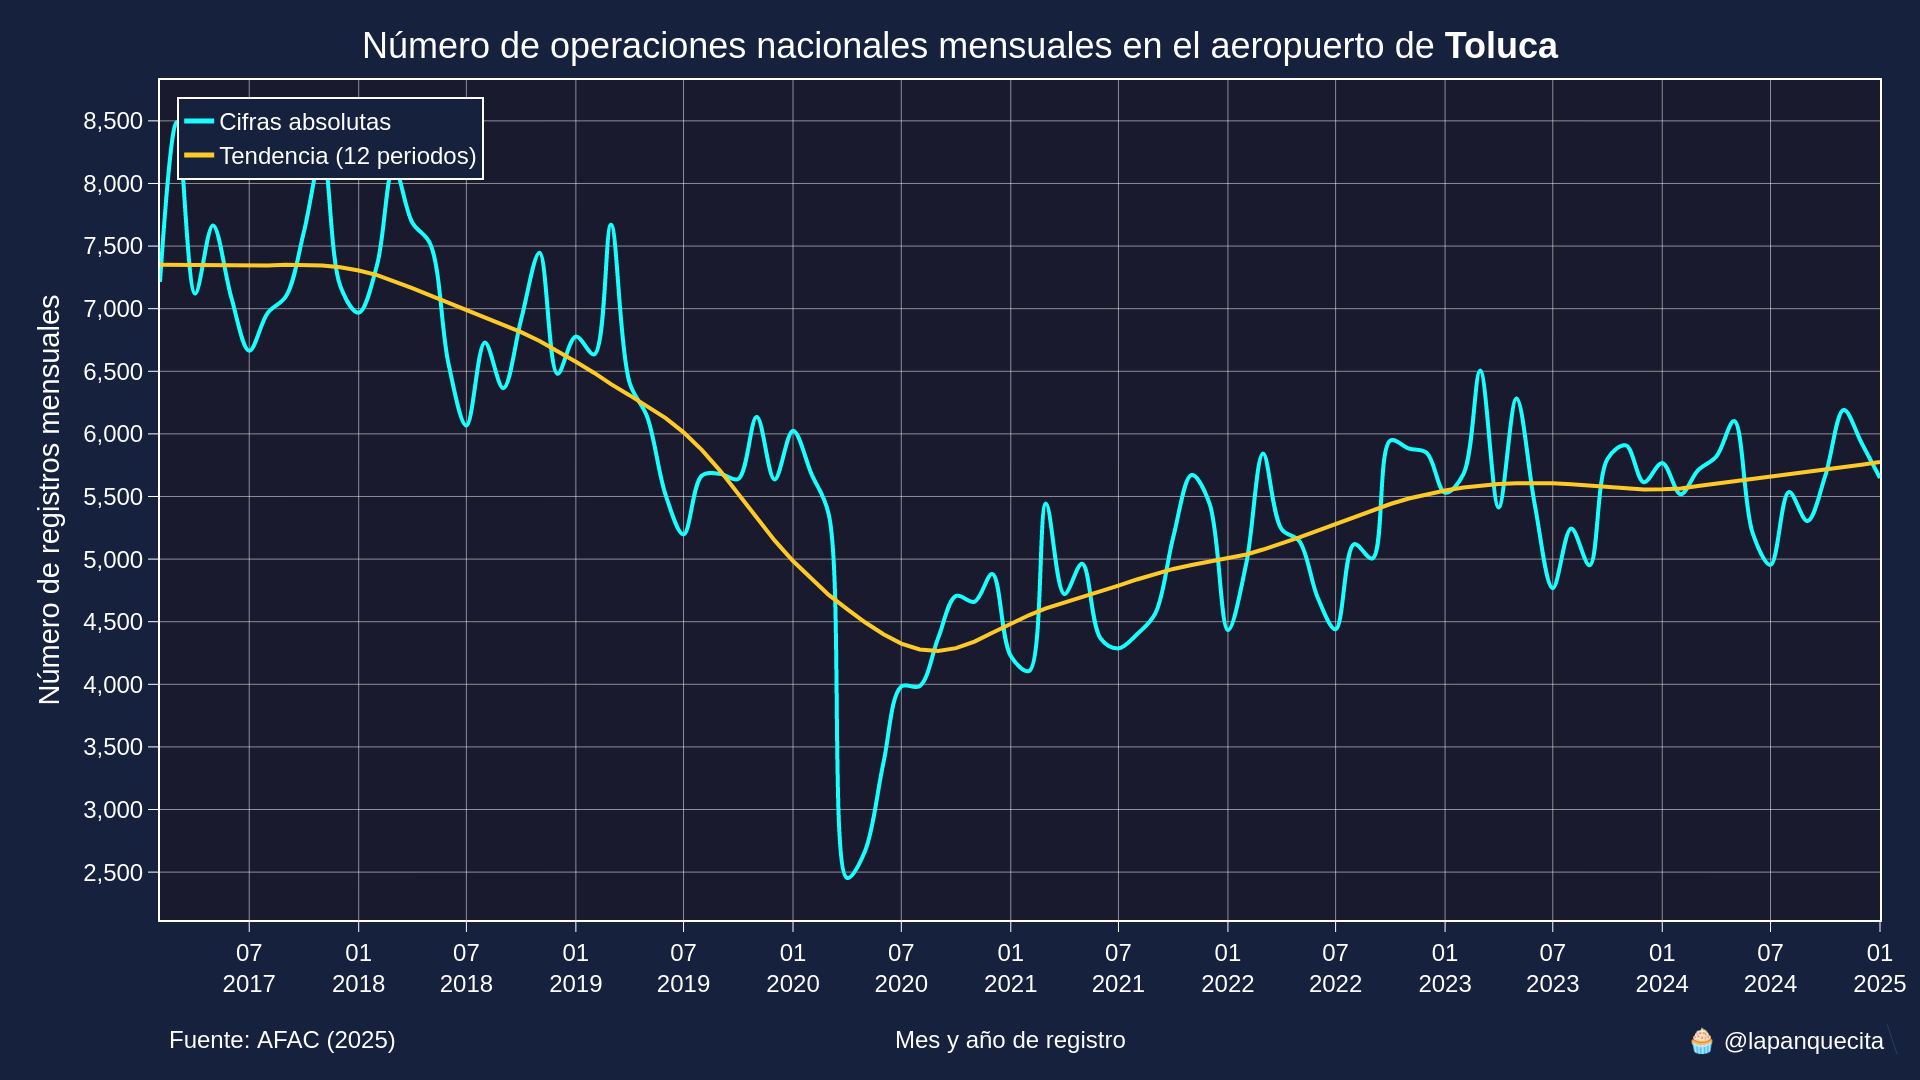 Número de operaciones nacionales mensuales en el aeropuerto de Toluca
Cifras absolutas
Tendencia (12 periodos)
Número de registros mensuales
8,500
8,000
7,500
7,000
6,500
6,000
5,500
5,000
4,500
4,000
3,500
3,000
2,500
07 01 07 01 07 01 07 01 07 01 07 01 07 01 07 01
2017 2018 2018 2019 2019 2020 2020 2021 2021 2022 2022 2023 2023 2024 2024 2025
Fuente: AFAC (2025)
Mes y año de registro
🧁 @lapanquecita